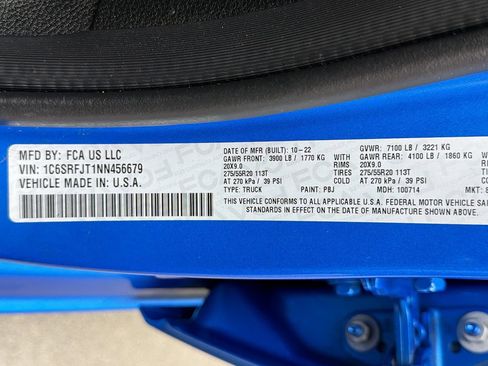 MFD BY: FCA US LLC
VIN: 1C6SRFJT1NN456679
VEHICLE MADE IN U.S.A.
DATE OF MFR (BUILT) 10-22 GVWR: 7100 LB / 3221 KG
GAWR FRONT: 3900 LB / 1770 KG WITH GAWR REAR: 4100 LB / 1860 KG
20X9.0 RIMS 20X9.0
275/55R20 113T TIRES 275/55R20 113T
AT 270 kPa / 39 PSI AT 270 kPa / 39 PSI
TYPE: TRUCK PAINT: PBJ MDH: 100714 MKT:
THIS VEHICLE CONFORMS TO ALL APPLICABLE U.S.A. FEDERAL MOTOR VEHICLE
EFFECT ON THE DATE OF MANUFACTURE SHOWN ABOVE.